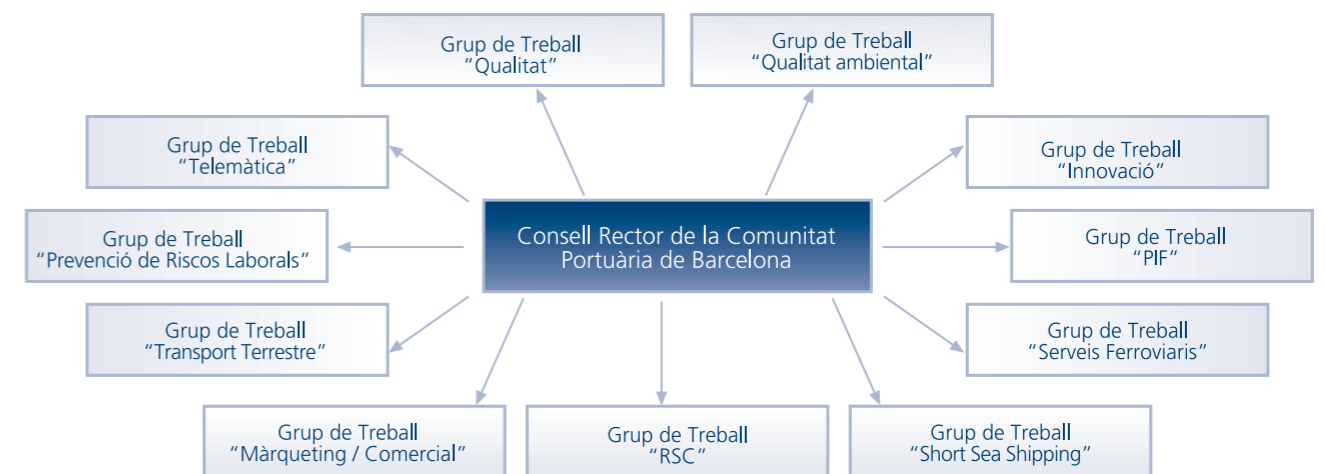 Grup de Treball
“Qualitat”
Grup de Treball
“Qualitat ambiental”
Grup de Treball
“Telemàtica”
Grup de Treball
“Innovació”
Consell Rector de la Comunitat
Portuària de Barcelona
Grup de Treball
“Prevenció de Riscos Laborals”
Grup de Treball
“PIF”
Grup de Treball
“Transport Terrestre”
Grup de Treball
“Serveis Ferroviaris”
Grup de Treball
“Màrqueting / Comercial”
Grup de Treball
“RSC”
Grup de Treball
“Short Sea Shipping”